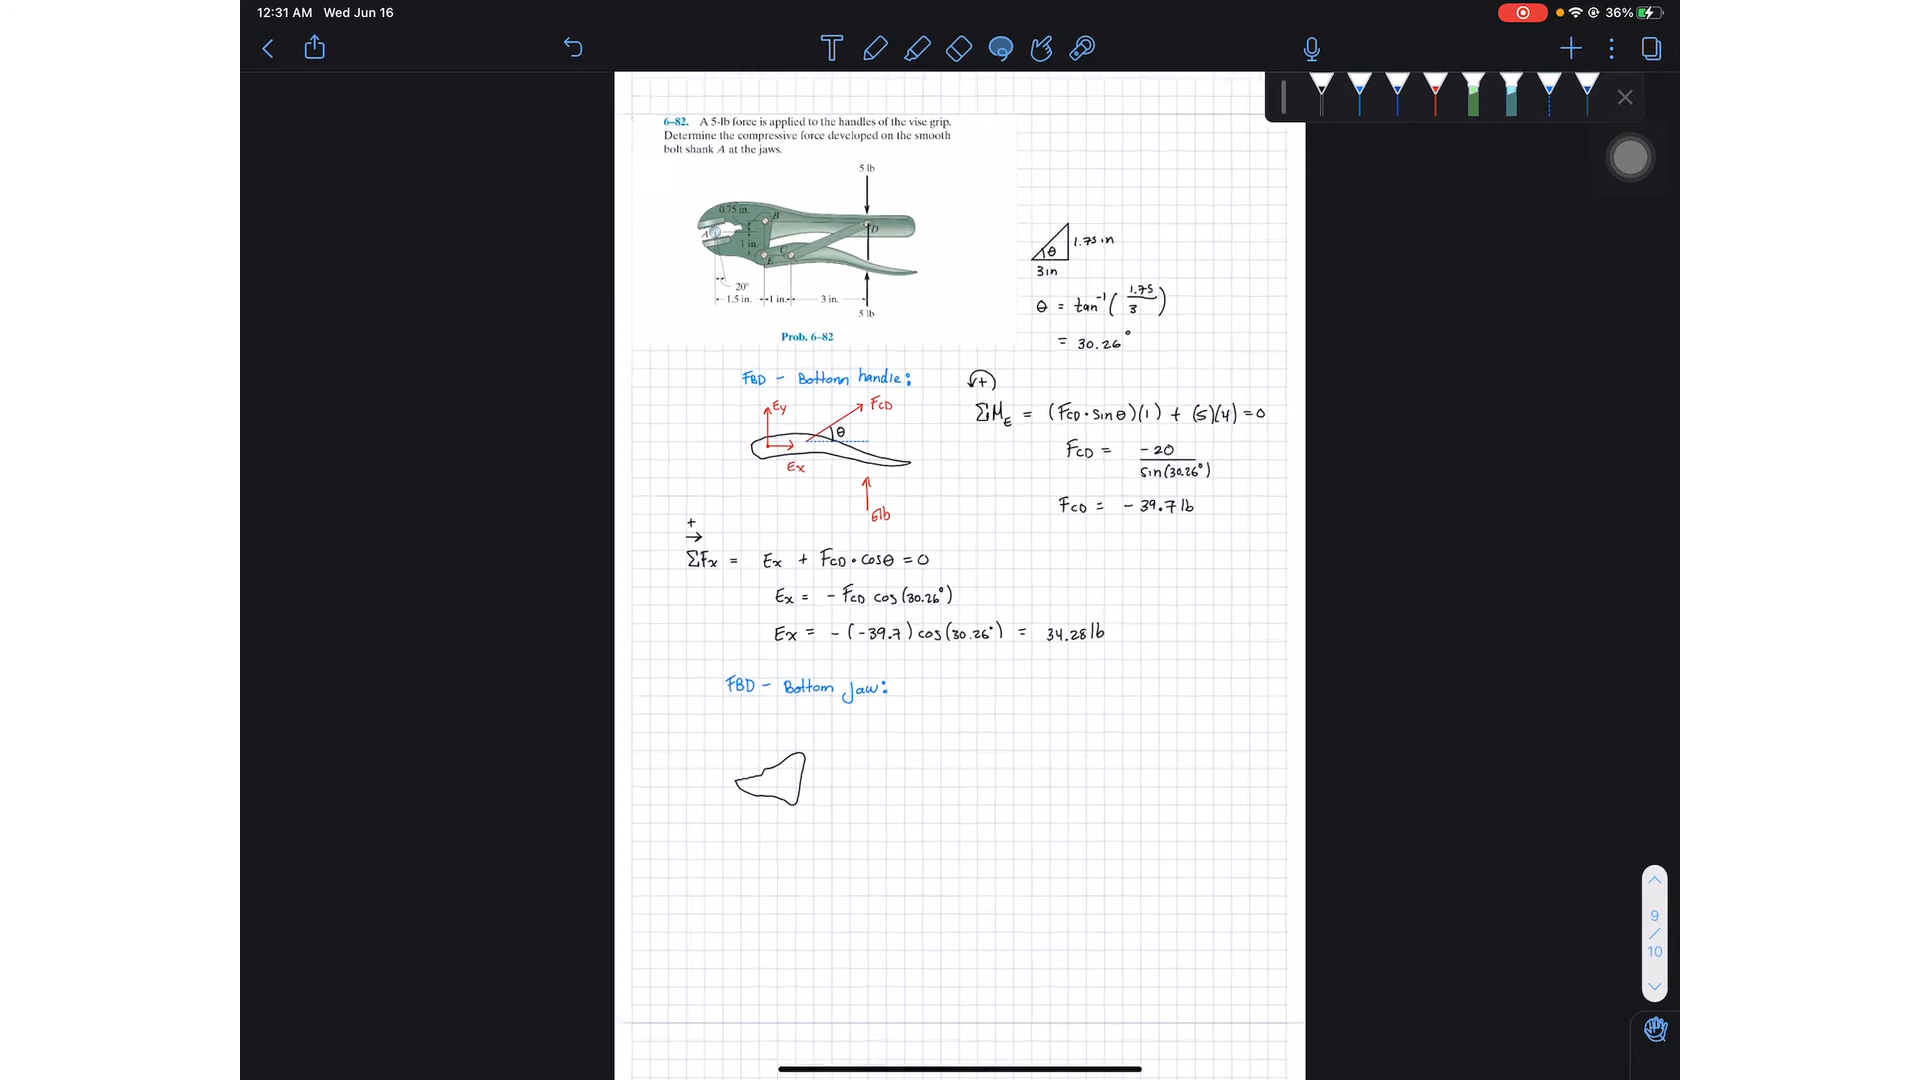 12:31 AM Wed Jun 16
36%
6–82. A 5-lb force is applied to the handles of the vise grip.
Determine the compressive force developed on the smooth
bolt shank A at the jaws.
5 lb
0.75 in.
B
A
D
1 in.
C
E
20°
1.5 in. 1 in. 3 in.
5 lb
Prob. 6–82
1.75 in
θ
3in
θ = tan⁻¹(1.75/3)
= 30.26°
FBD - Bottom handle:
Ey
FCD
θ
Ex
5lb
+
ΣM_E = (FCD · sinθ)(1) + (5)(4) = 0
FCD = -20 / sin(30.26°)
FCD = - 39.7 lb
+
→
ΣFx = Ex + FCD · cosθ = 0
Ex = - FCD cos(30.26°)
Ex = - (-39.7) cos(30.26°) = 34.28 lb
FBD - Bottom Jaw:
9
/
10